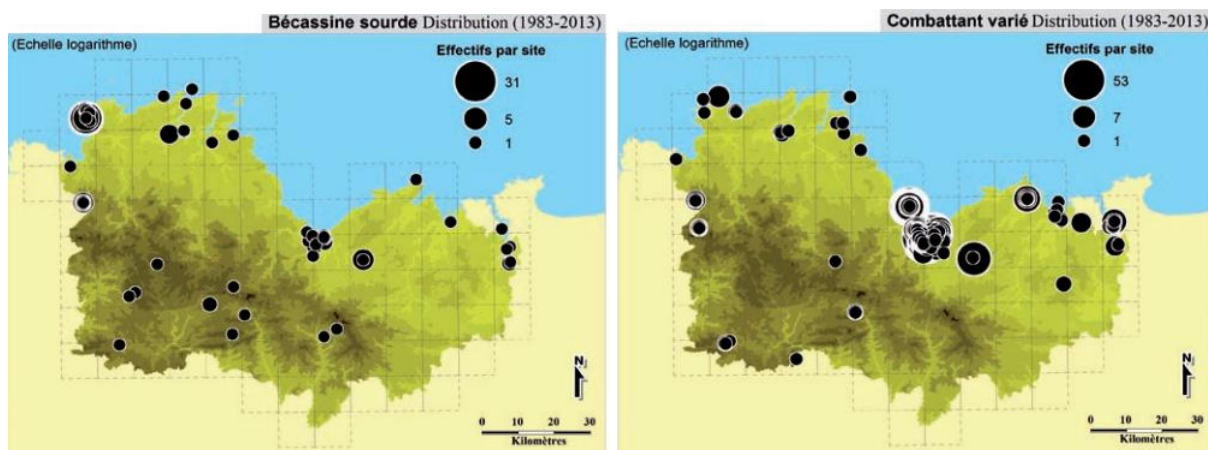 Bécassine sourde Distribution (1983-2013)
(Echelle logarithme)
Effectifs par site
31
5
1
N
0 10 20 30
Kilomètres
Combattant varié Distribution (1983-2013)
(Echelle logarithme)
Effectifs par site
53
7
1
N
0 10 20 30
Kilomètres